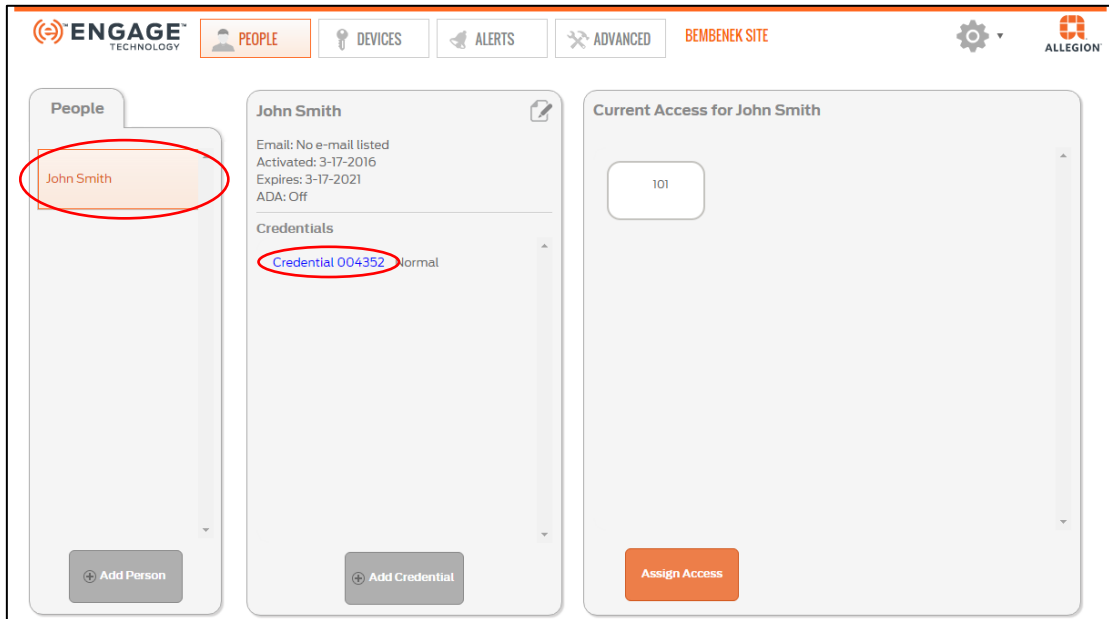 ENGAGE™
TECHNOLOGY
PEOPLE
DEVICES
ALERTS
ADVANCED
BEMBENEK SITE
ALLEGION
People
John Smith
Add Person
John Smith
Email: No e-mail listed
Activated: 3-17-2016
Expires: 3-17-2021
ADA: Off
Credentials
Credential 004352 Normal
Add Credential
Current Access for John Smith
101
Assign Access